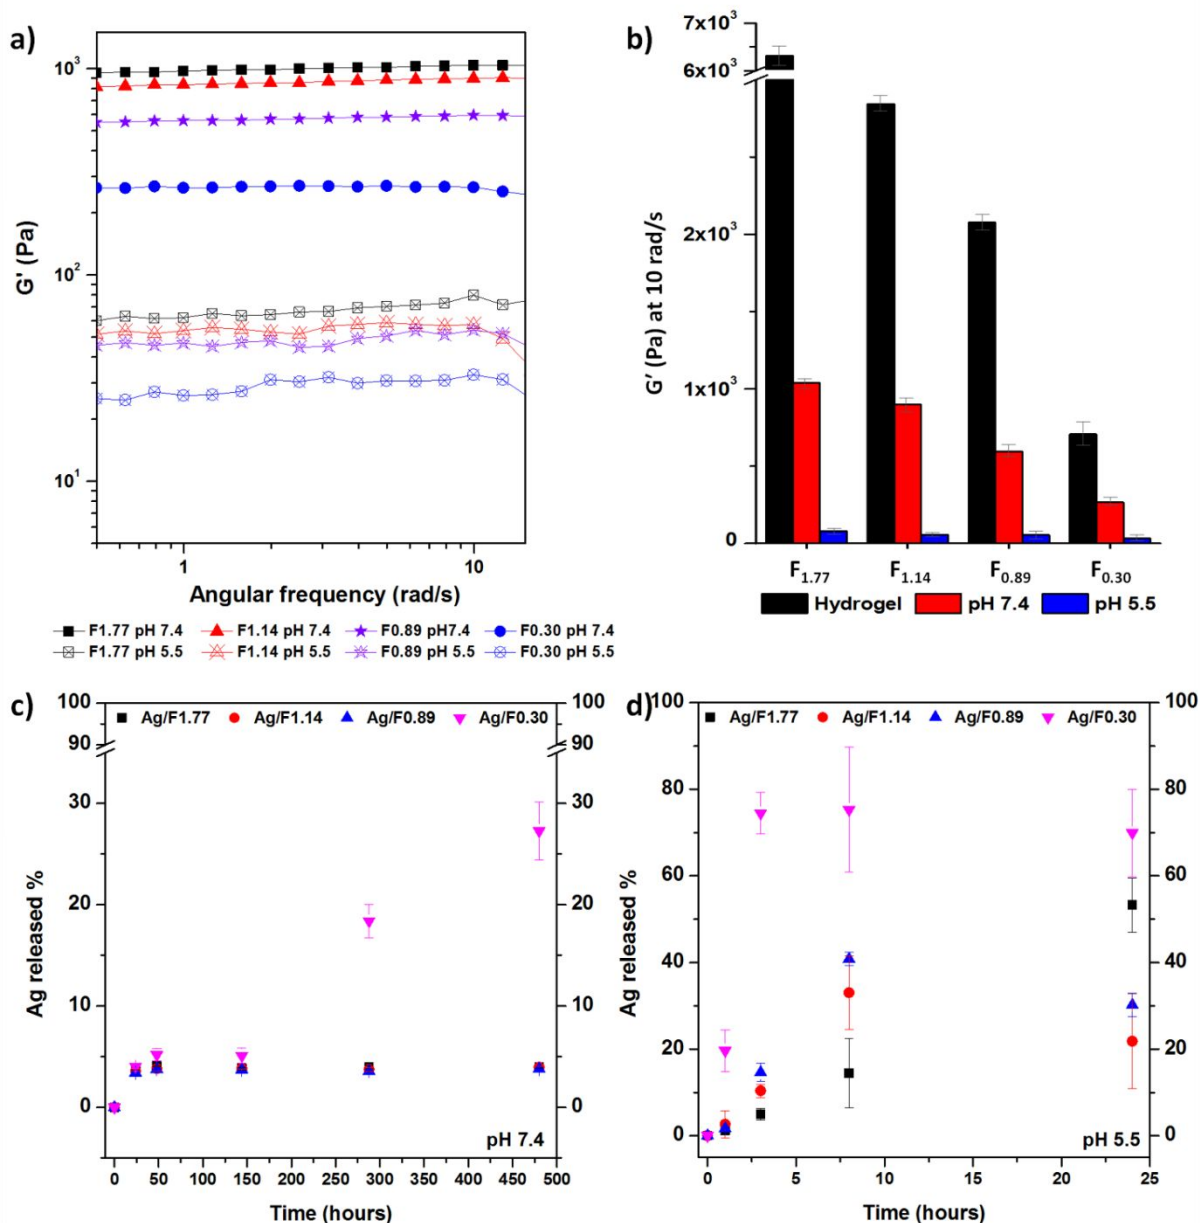 a)
10³
10²
10¹
G' (Pa)
1
10
Angular frequency (rad/s)
F1.77 pH 7.4 F1.14 pH 7.4 F0.89 pH7.4 F0.30 pH 7.4
F1.77 pH 5.5 F1.14 pH 5.5 F0.89 pH 5.5 F0.30 pH 5.5
b)
7x10³
6x10³
2x10³
1x10³
0
G' (Pa) at 10 rad/s
F1.77 F1.14 F0.89 F0.30
Hydrogel pH 7.4 pH 5.5
c)
Ag/F1.77 Ag/F1.14 Ag/F0.89 Ag/F0.30
100 100
90 90
30 30
20 20
10 10
0 0
Ag released %
pH 7.4
0 50 100 150 200 250 300 350 400 450 500
Time (hours)
d)
Ag/F1.77 Ag/F1.14 Ag/F0.89 Ag/F0.30
100 100
80 80
60 60
40 40
20 20
0 0
Ag released %
pH 5.5
0 5 10 15 20 25
Time (hours)